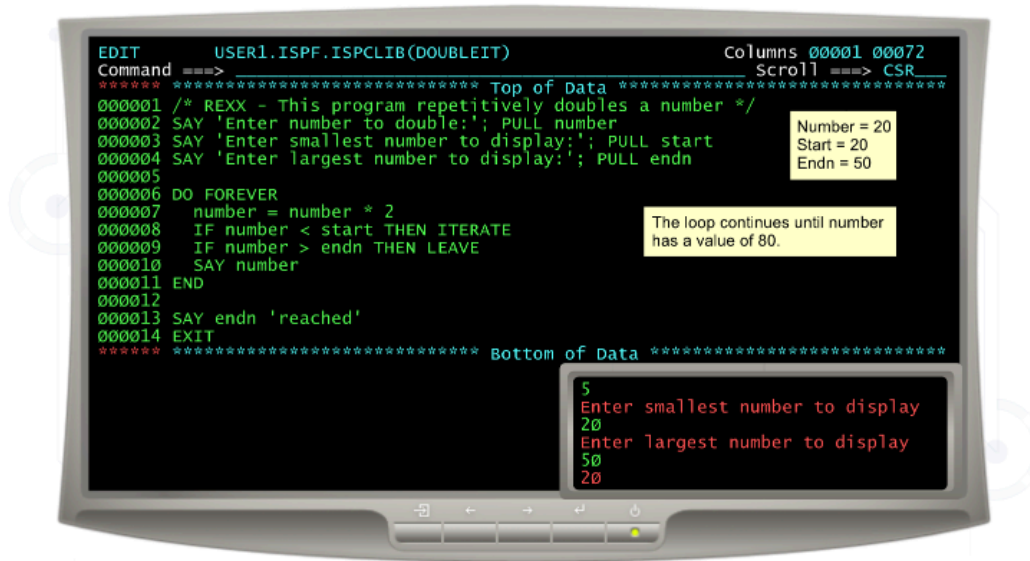 EDIT USER1.ISPF.ISPCLIB(DOUBLEIT) Columns 00001 00072
Command ===> Scroll ===> CSR
****** **************************** Top of Data ******************************
000001 /* REXX - This program repetitively doubles a number */
000002 SAY 'Enter number to double:'; PULL number
000003 SAY 'Enter smallest number to display:'; PULL start
000004 SAY 'Enter largest number to display:'; PULL endn
000005
000006 DO FOREVER
000007 number = number * 2
000008 IF number < start THEN ITERATE
000009 IF number > endn THEN LEAVE
000010 SAY number
000011 END
000012
000013 SAY endn 'reached'
000014 EXIT
****** **************************** Bottom of Data ****************************
Number = 20
Start = 20
Endn = 50
The loop continues until number
has a value of 80.
5
Enter smallest number to display
20
Enter largest number to display
50
20